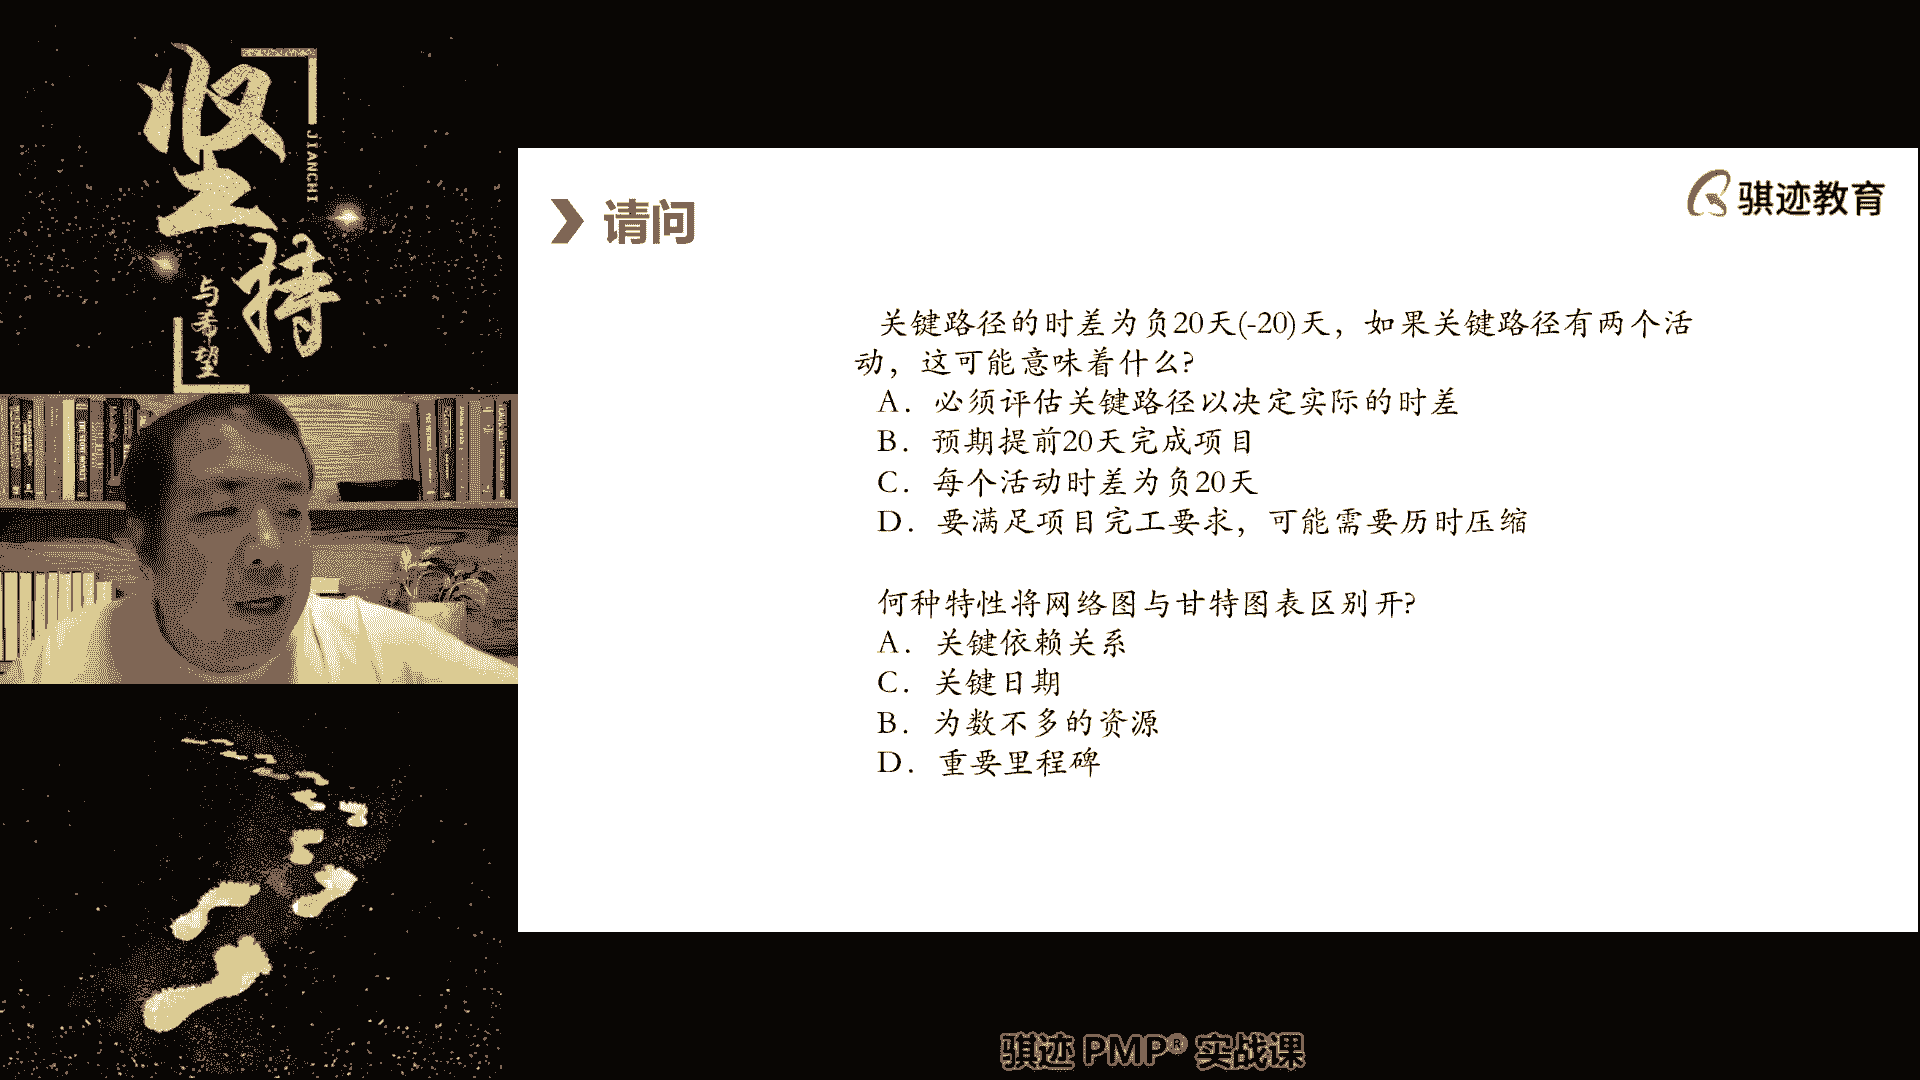 坚持
JIANCHI
与希望
请问
骐迹教育
关键路径的时差为负20天(-20)天，如果关键路径有两个活
动，这可能意味着什么?
A．必须评估关键路径以决定实际的时差
B．预期提前20天完成项目
C．每个活动时差为负20天
D．要满足项目完工要求，可能需要历时压缩
何种特性将网络图与甘特图表区别开?
A．关键依赖关系
C．关键日期
B．为数不多的资源
D．重要里程碑
骐迹 PMP® 实战课